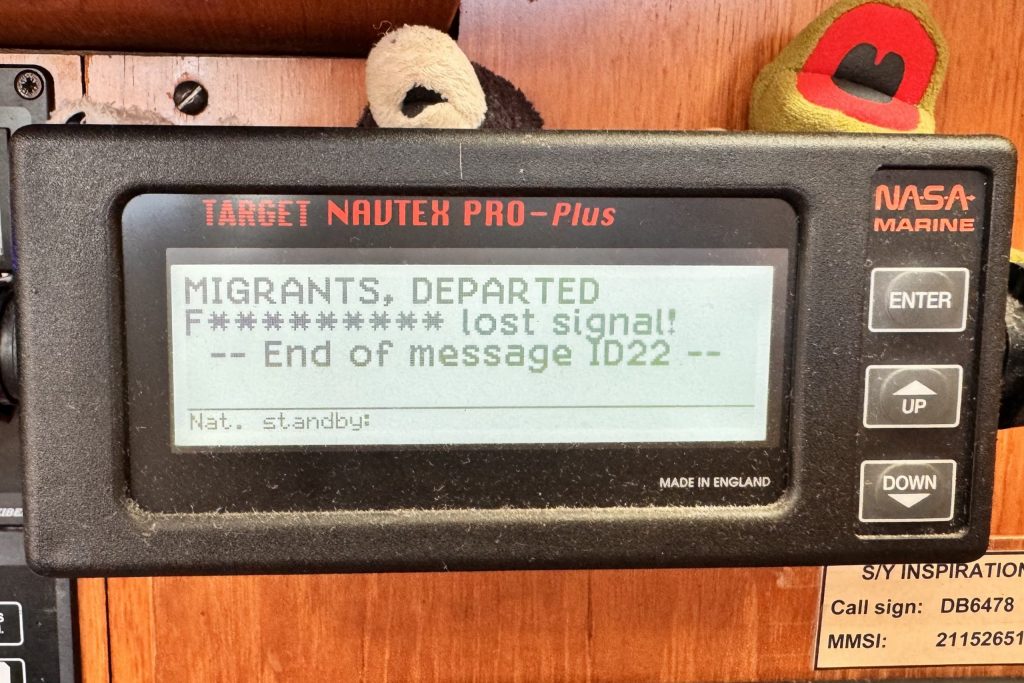 TARGET NAVTEX PRO-Plus
NASA
MARINE
MIGRANTS, DEPARTED
F********* lost signal!
-- End of message ID22 --
Nat. standby:
MADE IN ENGLAND
ENTER
UP
DOWN
S/Y INSPIRATION
Call sign: DB6478
MMSI: 21152651